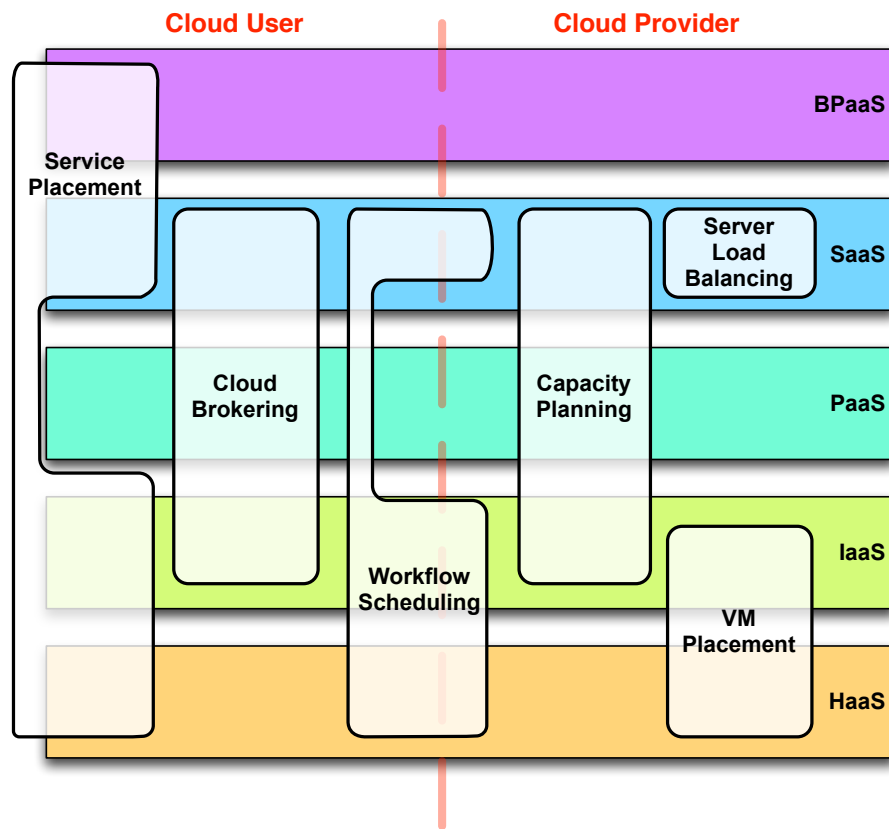 Cloud User
Cloud Provider
BPaaS
Service
Placement
Server
Load
Balancing
SaaS
Cloud
Brokering
Capacity
Planning
PaaS
IaaS
Workflow
Scheduling
VM
Placement
HaaS